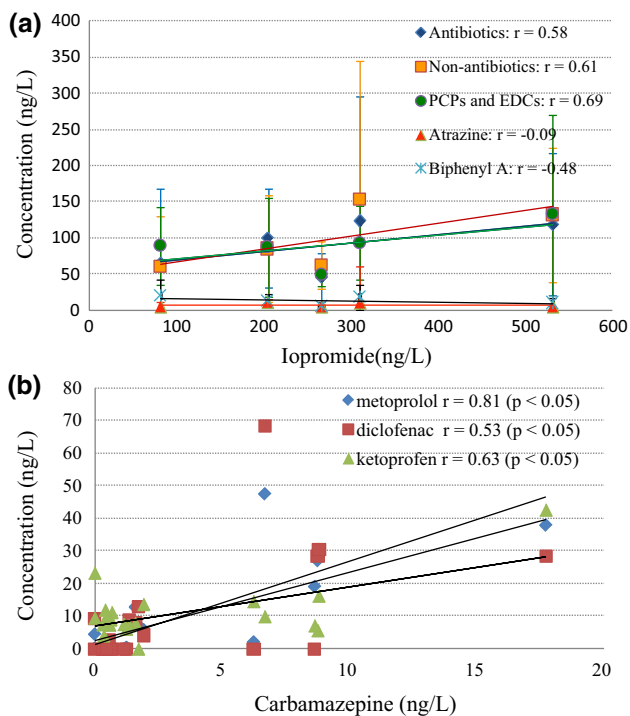 (a)
400
350
300
250
200
150
100
50
0
Concentration (ng/L)
Antibiotics: r = 0.58
Non-antibiotics: r = 0.61
PCPs and EDCs: r = 0.69
Atrazine: r = -0.09
Biphenyl A: r = -0.48
0 100 200 300 400 500 600
Iopromide(ng/L)
(b)
80
70
60
50
40
30
20
10
0
Concentration (ng/L)
metoprolol r = 0.81 (p < 0.05)
diclofenac r = 0.53 (p < 0.05)
ketoprofen r = 0.63 (p < 0.05)
0 5 10 15 20
Carbamazepine (ng/L)